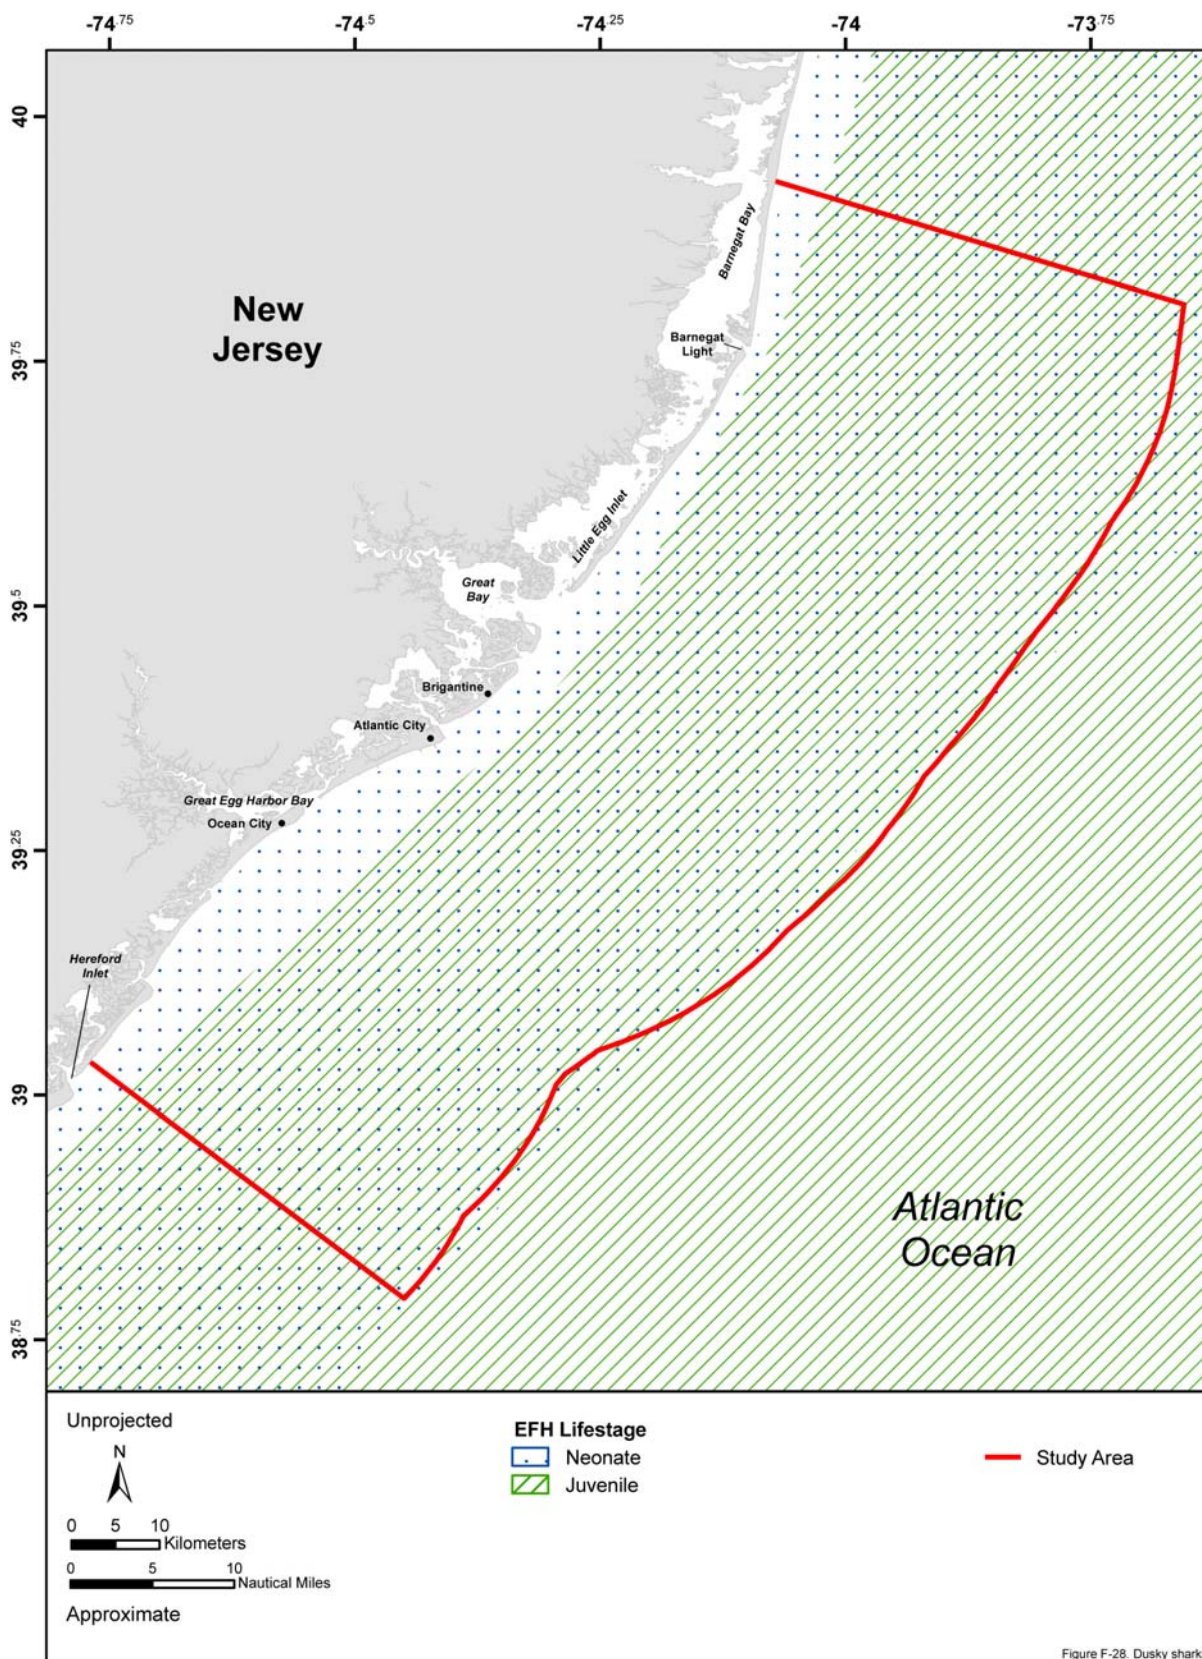 -74.75 -74.5 -74.25 -74 -73.75
40
39.75
39.5
39.25
39
38.75
New
Jersey
Barnegat Bay
Barnegat
Light
Little Egg Inlet
Great
Bay
Brigantine
Atlantic City
Great Egg Harbor Bay
Ocean City
Hereford
Inlet
Atlantic
Ocean
Unprojected
N
0 5 10
Kilometers
0 5 10
Nautical Miles
Approximate
EFH Lifestage
Neonate
Juvenile
Study Area
Figure F-28. Dusky shark